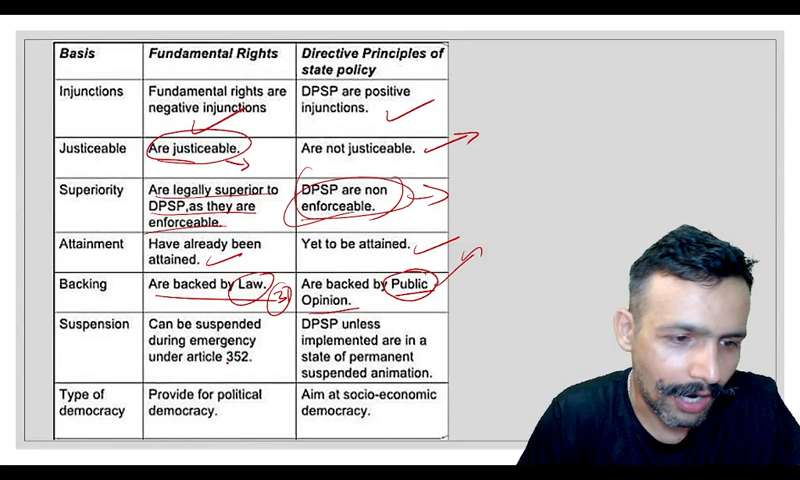 Basis
Fundamental Rights
Directive Principles of
state policy
Injunctions
Fundamental rights are
negative injunctions
DPSP are positive
injunctions.
Justiceable
Are justiceable.
Are not justiceable.
Superiority
Are legally superior to
DPSP,as they are
enforceable.
DPSP are non
enforceable.
Attainment
Have already been
attained.
Yet to be attained.
Backing
Are backed by Law.
Are backed by Public
Opinion.
Suspension
Can be suspended
during emergency
under article 352.
DPSP unless
implemented are in a
state of permanent
suspended animation.
Type of
democracy
Provide for political
democracy.
Aim at socio-economic
democracy.